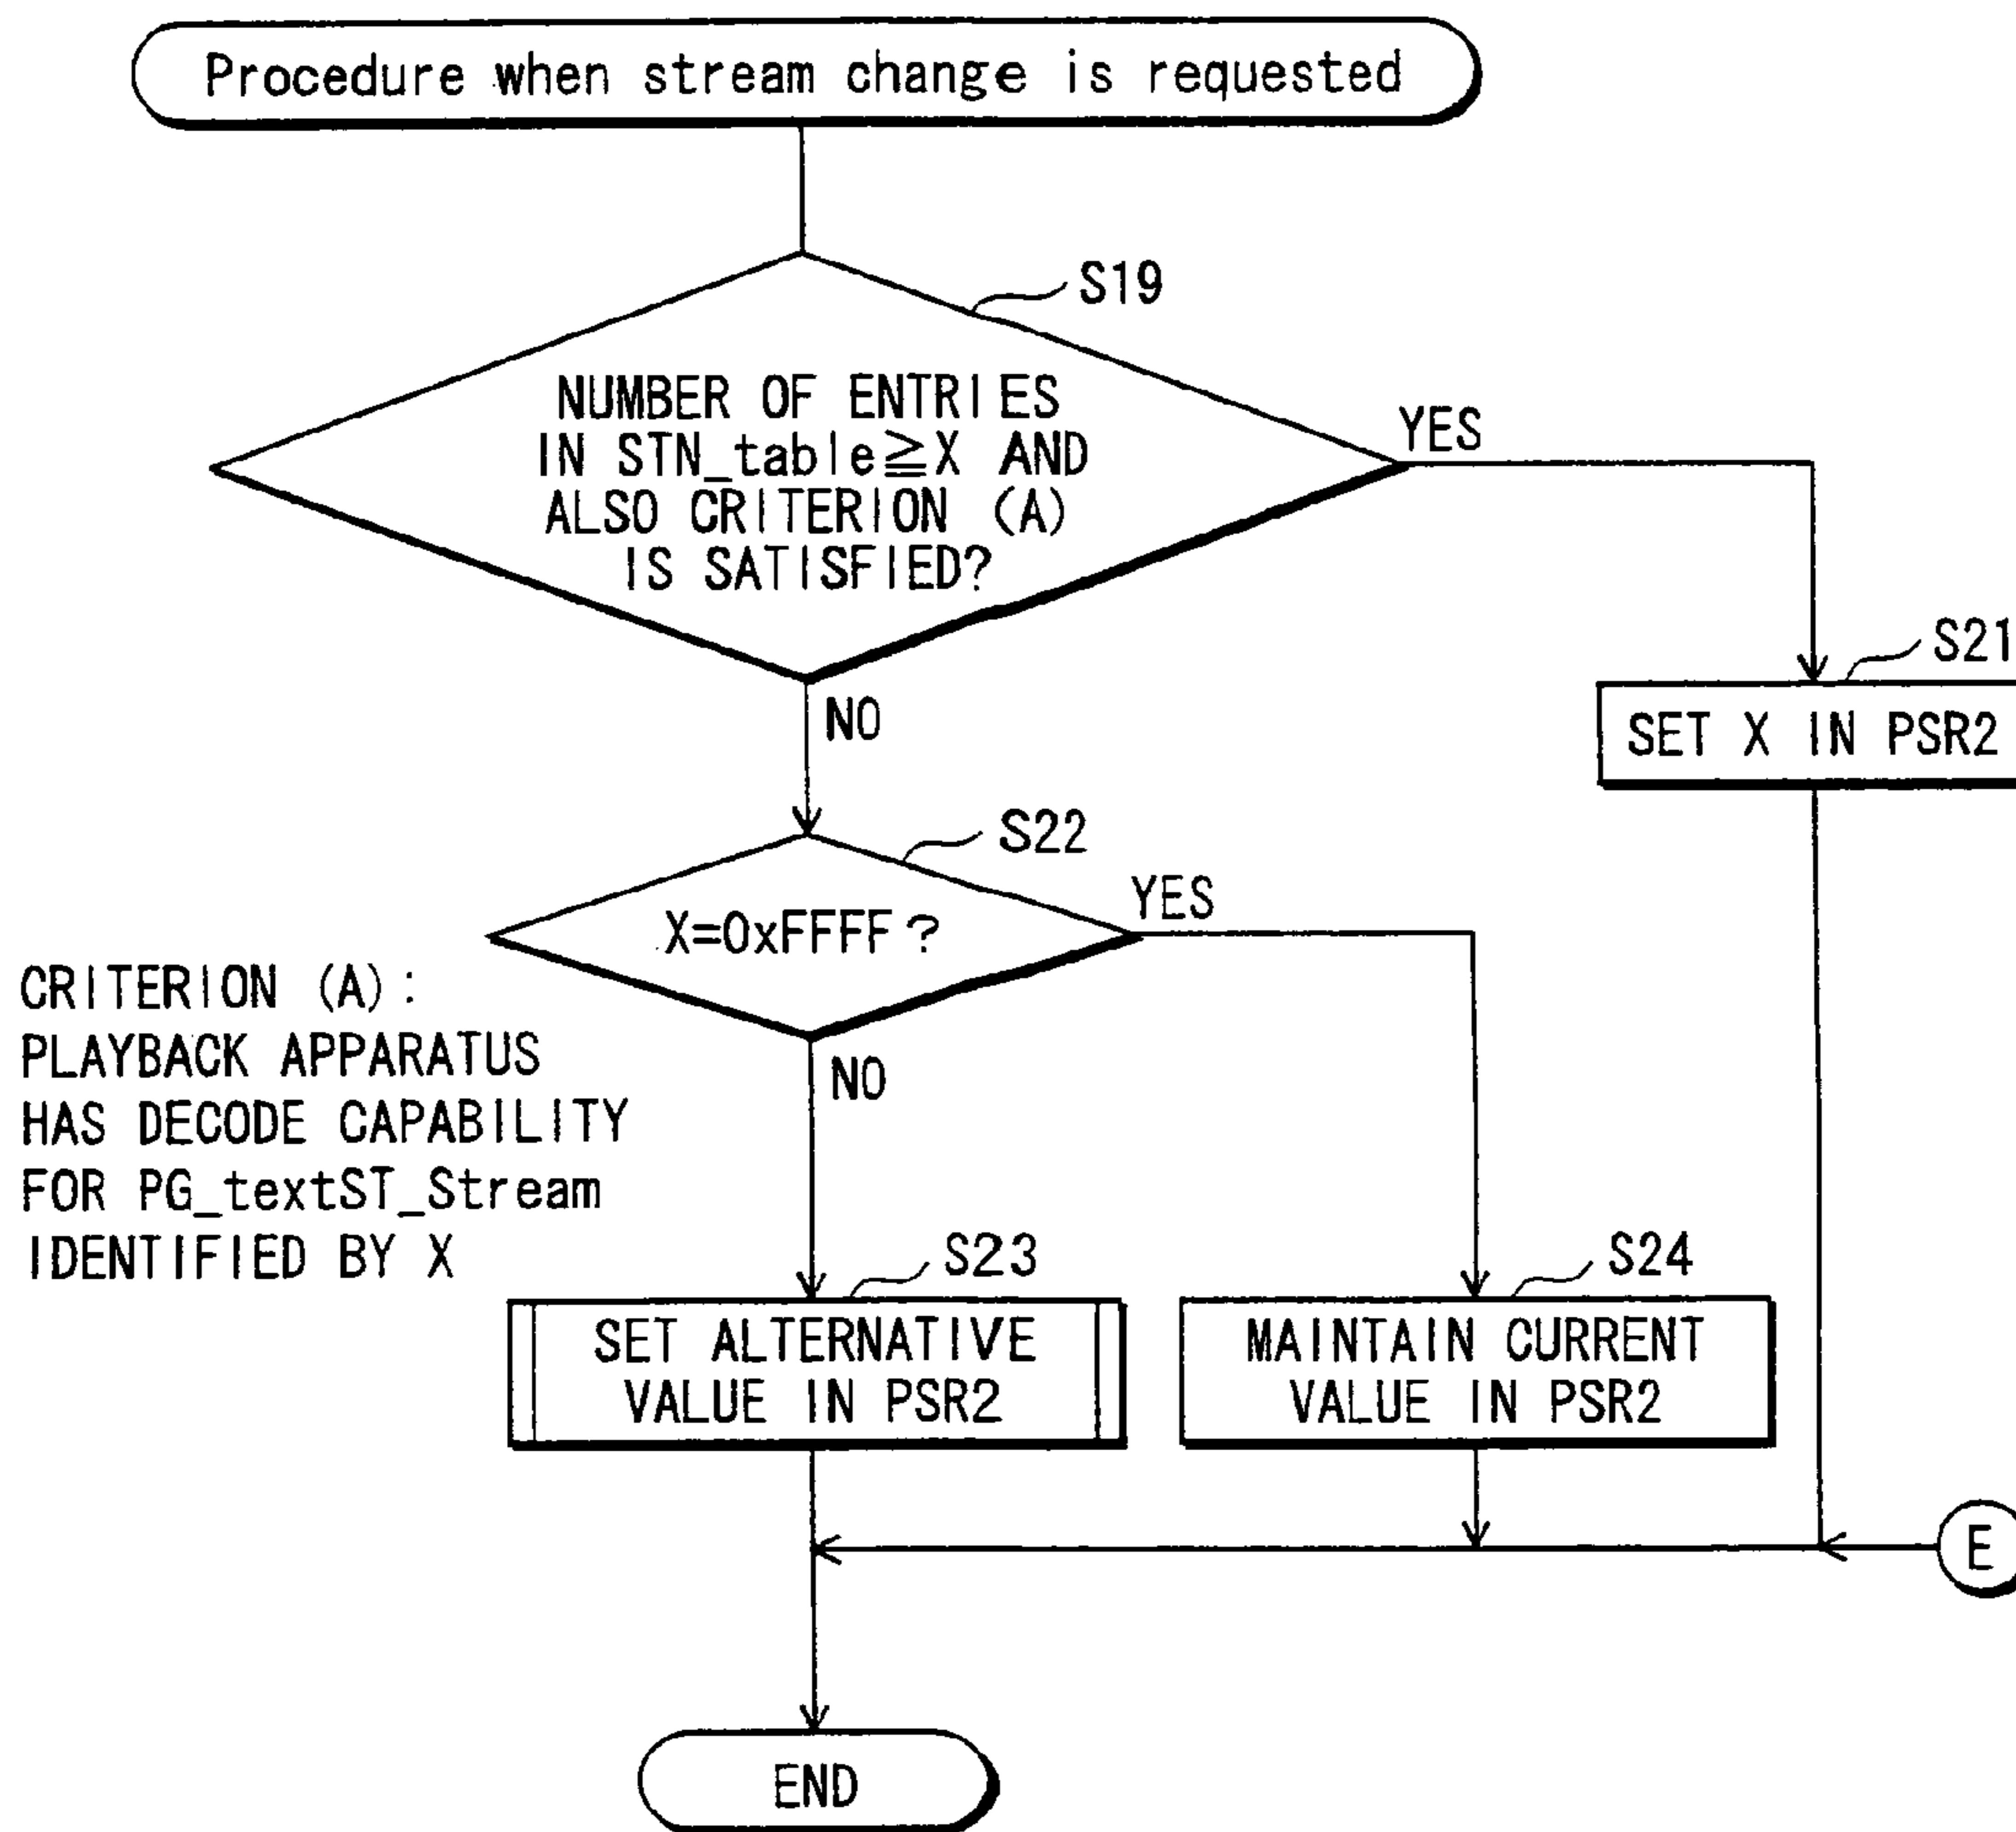 Procedure when stream change is requested
S19
NUMBER OF ENTRIES
IN STN_table≧X AND
ALSO CRITERION (A)
IS SATISFIED?
YES
S21
SET X IN PSR2
NO
S22
X=0xFFFF?
YES
CRITERION (A):
PLAYBACK APPARATUS
HAS DECODE CAPABILITY
FOR PG_textST_Stream
IDENTIFIED BY X
NO
S23
SET ALTERNATIVE
VALUE IN PSR2
S24
MAINTAIN CURRENT
VALUE IN PSR2
E
END